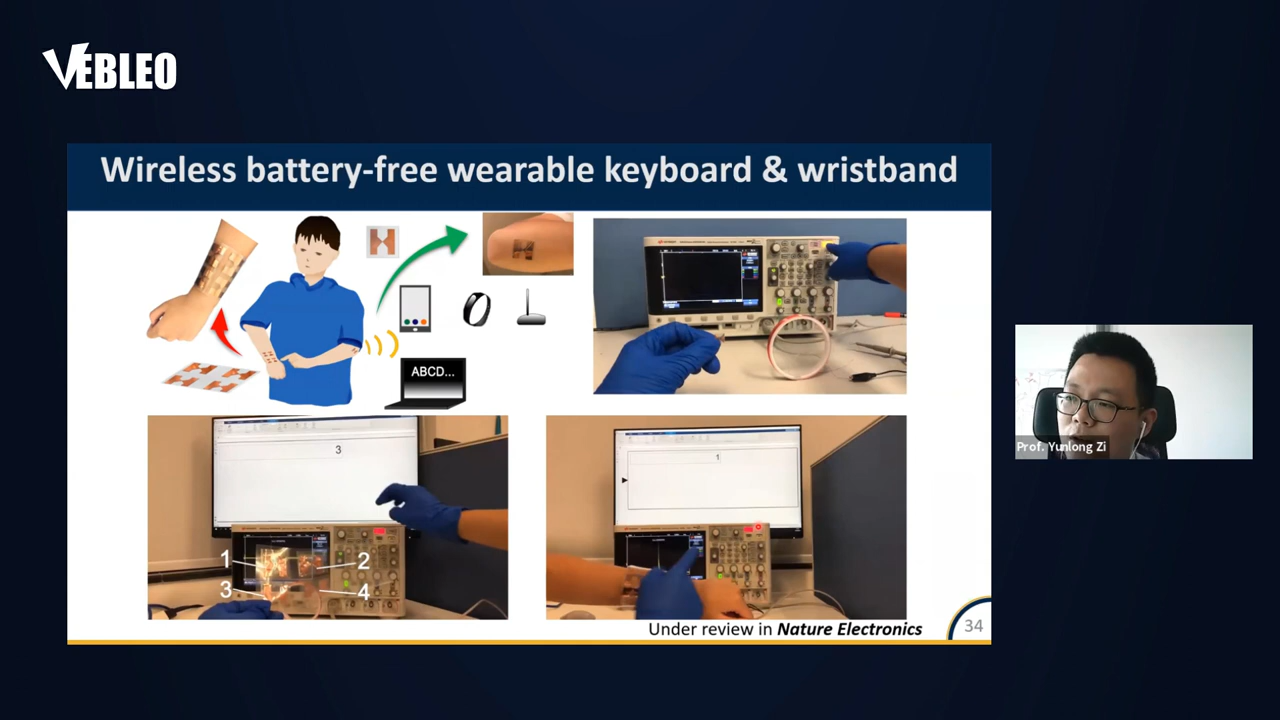 VEBLEO
Wireless battery-free wearable keyboard & wristband
ABCD...
3
1
2
3
4
1
Under review in Nature Electronics
34
Prof. Yunlong Zi